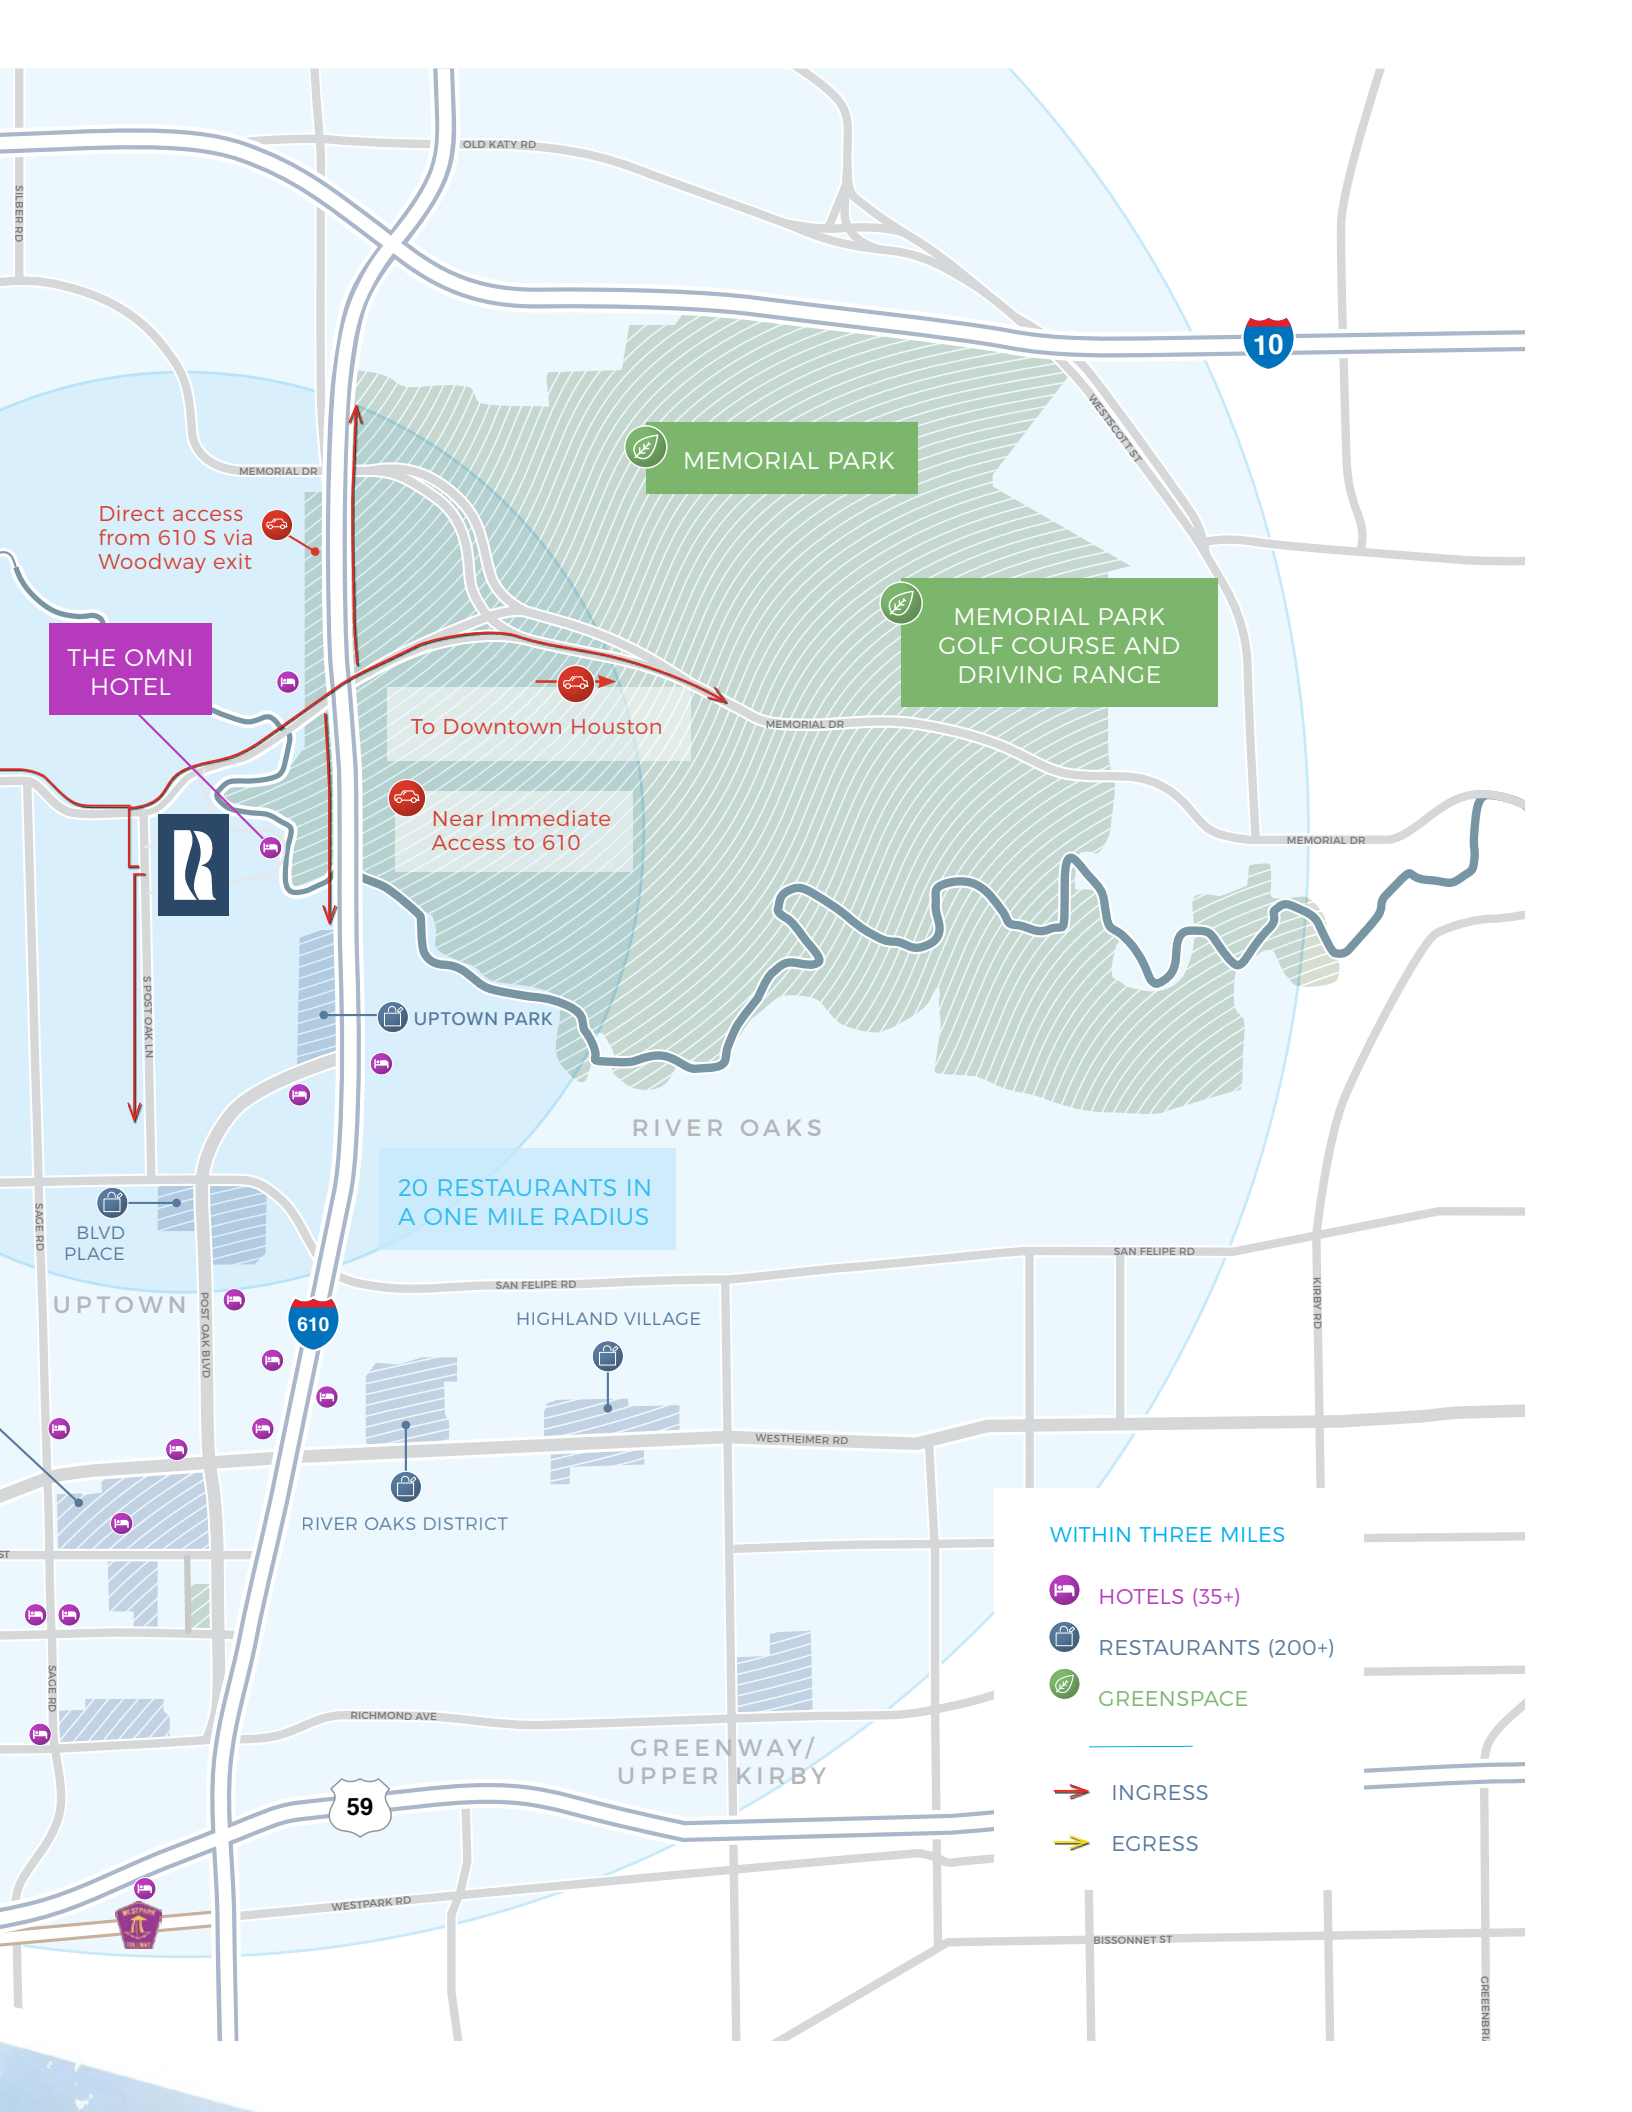 OLD KATY RD
SILBER RD
10
WESTSCOTT ST
MEMORIAL PARK
MEMORIAL DR
Direct access
from 610 S via
Woodway exit
MEMORIAL PARK
GOLF COURSE AND
DRIVING RANGE
THE OMNI
HOTEL
To Downtown Houston
MEMORIAL DR
Near Immediate
Access to 610
MEMORIAL DR
R
S POST OAK LN
UPTOWN PARK
RIVER OAKS
20 RESTAURANTS IN
A ONE MILE RADIUS
SAGE RD
BLVD
PLACE
SAN FELIPE RD
SAN FELIPE RD
UPTOWN
POST OAK BLVD
610
HIGHLAND VILLAGE
KIRBY RD
WESTHEIMER RD
RIVER OAKS DISTRICT
ST
WITHIN THREE MILES
HOTELS (35+)
RESTAURANTS (200+)
GREENSPACE
INGRESS
EGRESS
SAGE RD
RICHMOND AVE
GREENWAY/
UPPER KIRBY
59
WESTPARK RD
WESTPARK
TOLLWAY
BISSONNET ST
GREEENBRI